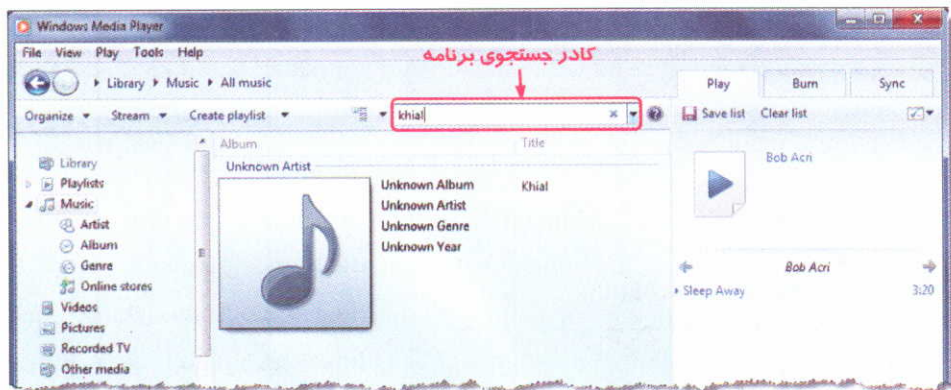 Windows Media Player
File View Play Tools Help
کادر جستجوی برنامه
Library ▸ Music ▸ All music
Play Burn Sync
Organize Stream Create playlist
khial
Save list Clear list
Album Title
Unknown Artist
Unknown Album Khial
Unknown Artist
Unknown Genre
Unknown Year
Library
Playlists
Music
Artist
Album
Genre
Online stores
Videos
Pictures
Recorded TV
Other media
Bob Acri
Bob Acri
Sleep Away 3:20